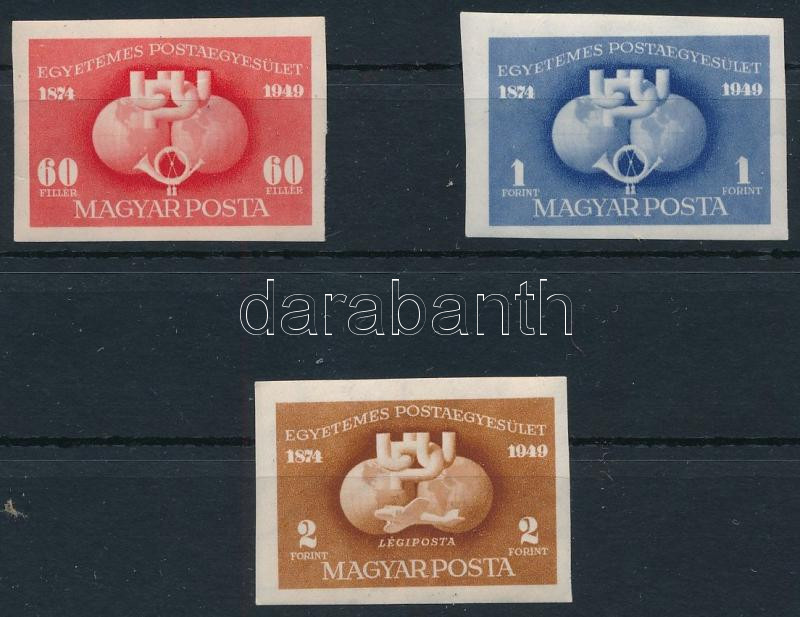 EGYETEMES POSTAEGYESÜLET
1874 1949
60 60
FILLÉR FILLÉR
MAGYAR POSTA
EGYETEMES POSTAEGYESÜLET
1874 1949
1 1
FORINT FORINT
MAGYAR POSTA
darabanth
EGYETEMES POSTAEGYESÜLET
1874 1949
2 2
FORINT FORINT
LÉGIPOSTA
MAGYAR POSTA